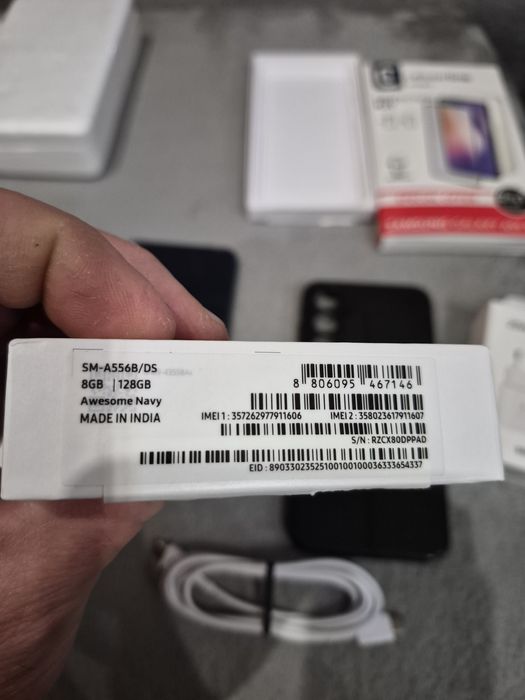 SM-A556B/DS
8GB | 128GB
Awesome Navy
MADE IN INDIA
8 806095 467146
IMEI 1 : 357262977911606
IMEI 2 : 358023617911607
S/N : RZCX80DPPAD
EID : 89033023525100100100036333654337